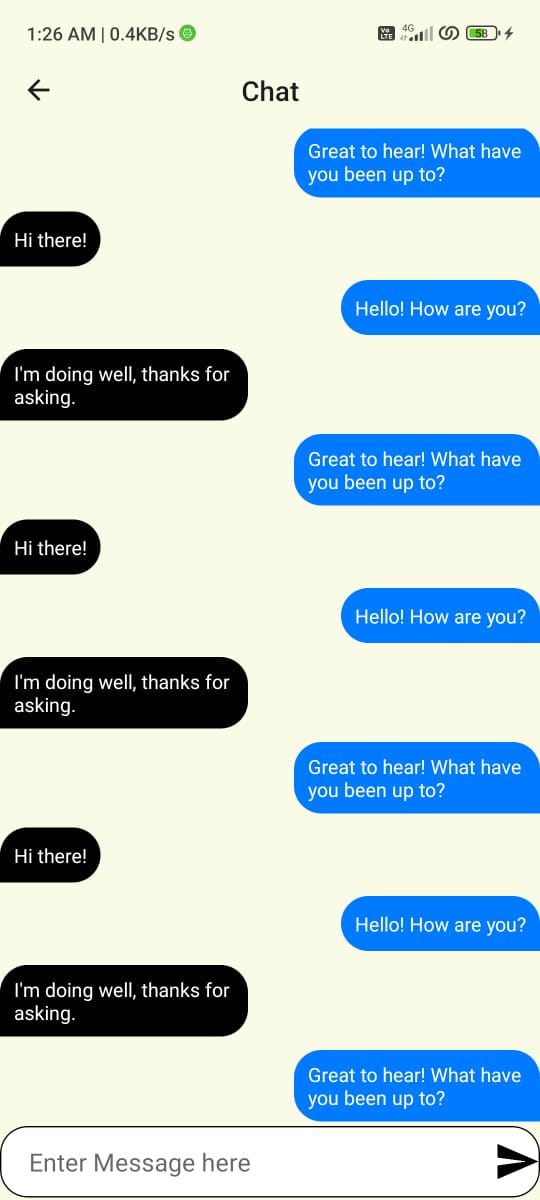 1:26 AM | 0.4KB/s
Vo
LTE
4G
58
Chat
Great to hear! What have
you been up to?
Hi there!
Hello! How are you?
I'm doing well, thanks for
asking.
Great to hear! What have
you been up to?
Hi there!
Hello! How are you?
I'm doing well, thanks for
asking.
Great to hear! What have
you been up to?
Hi there!
Hello! How are you?
I'm doing well, thanks for
asking.
Great to hear! What have
you been up to?
Enter Message here